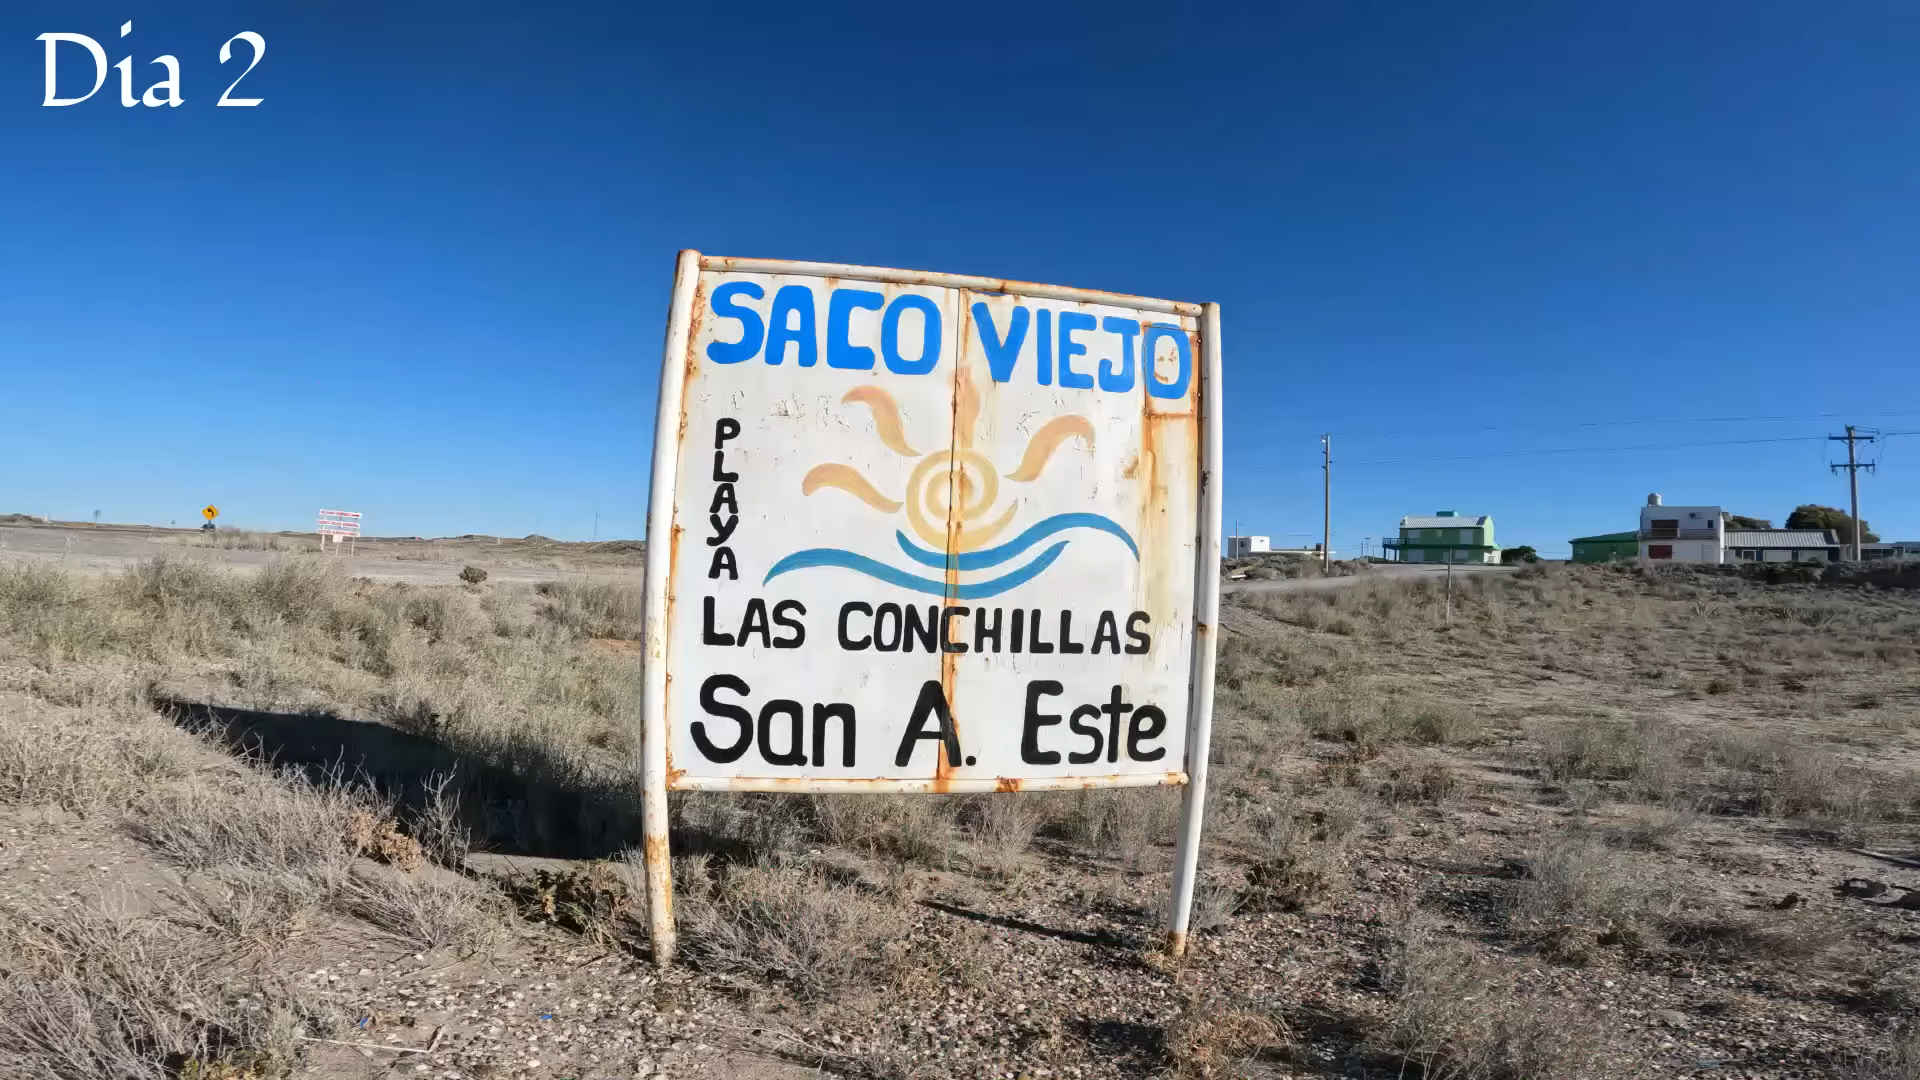 Dia 2
SACO VIEJO
PLAYA
LAS CONCHILLAS
San A. Este